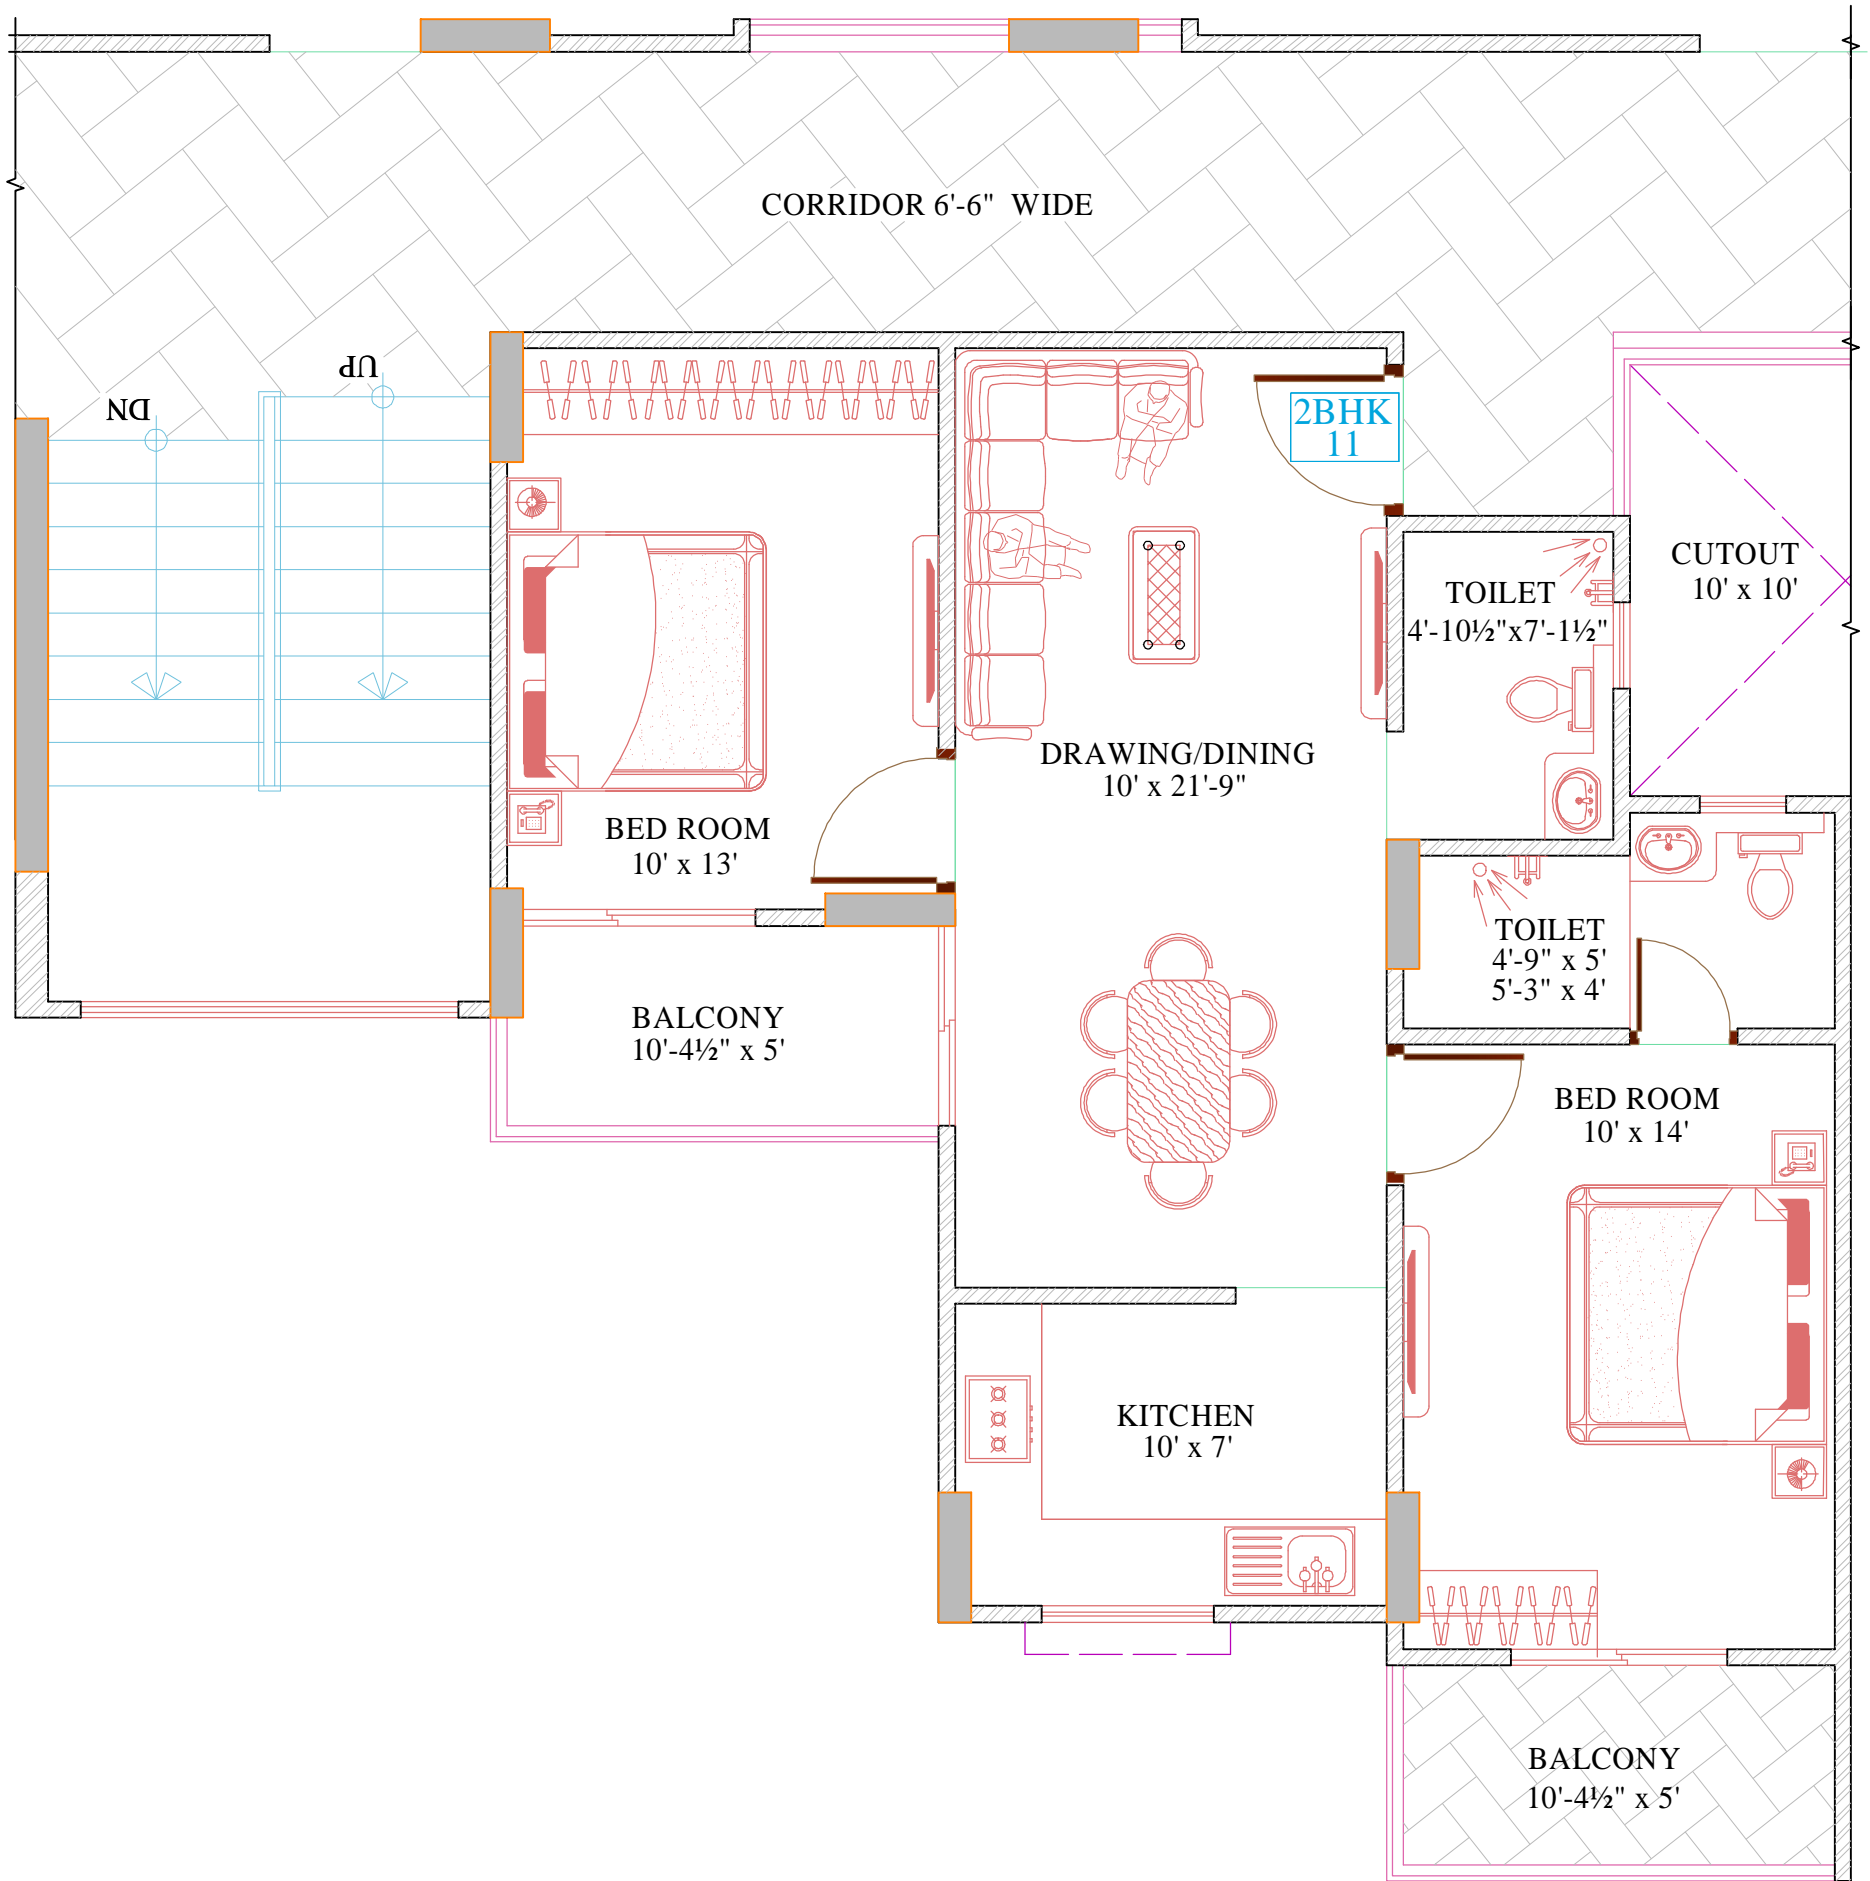 CORRIDOR 6'-6" WIDE
UP
DN
2BHK
11
CUTOUT
10' x 10'
TOILET
4'-10½"x7'-1½"
DRAWING/DINING
10' x 21'-9"
BED ROOM
10' x 13'
TOILET
4'-9" x 5'
5'-3" x 4'
BALCONY
10'-4½" x 5'
BED ROOM
10' x 14'
KITCHEN
10' x 7'
BALCONY
10'-4½" x 5'